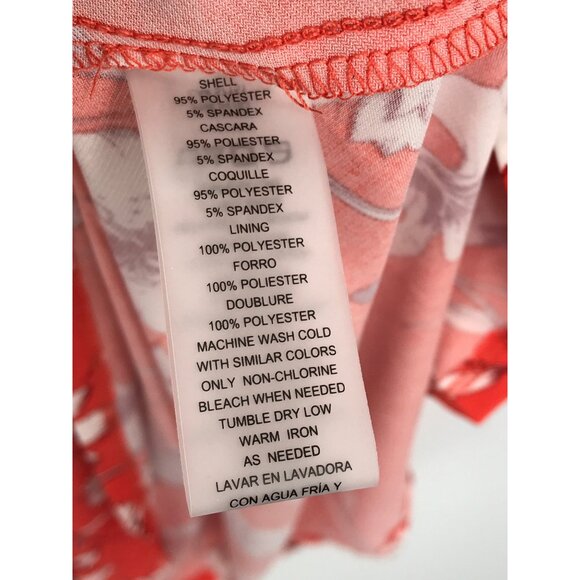 SHELL
95% POLYESTER
5% SPANDEX
CASCARA
95% POLIESTER
5% SPANDEX
COQUILLE
95% POLYESTER
5% SPANDEX
LINING
100% POLYESTER
FORRO
100% POLIESTER
DOUBLURE
100% POLYESTER
MACHINE WASH COLD
WITH SIMILAR COLORS
ONLY NON-CHLORINE
BLEACH WHEN NEEDED
TUMBLE DRY LOW
WARM IRON
AS NEEDED
LAVAR EN LAVADORA
CON AGUA FRÍA Y